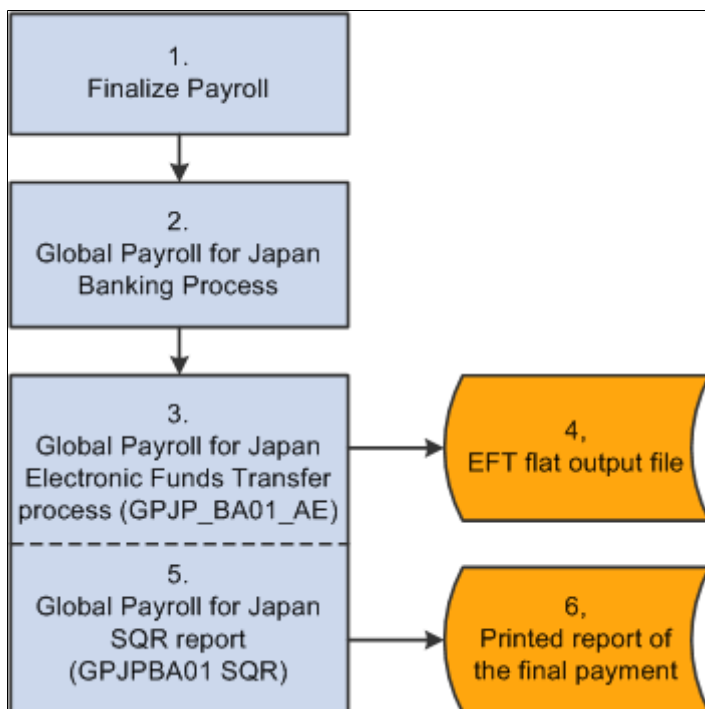 1.
Finalize Payroll
2.
Global Payroll for Japan
Banking Process
3.
Global Payroll for Japan
Electronic Funds Transfer
process (GPJP_BA01_AE)
4,
EFT flat output file
5.
Global Payroll for Japan
SQR report
(GPJPBA01 SQR)
6,
Printed report of
the final payment